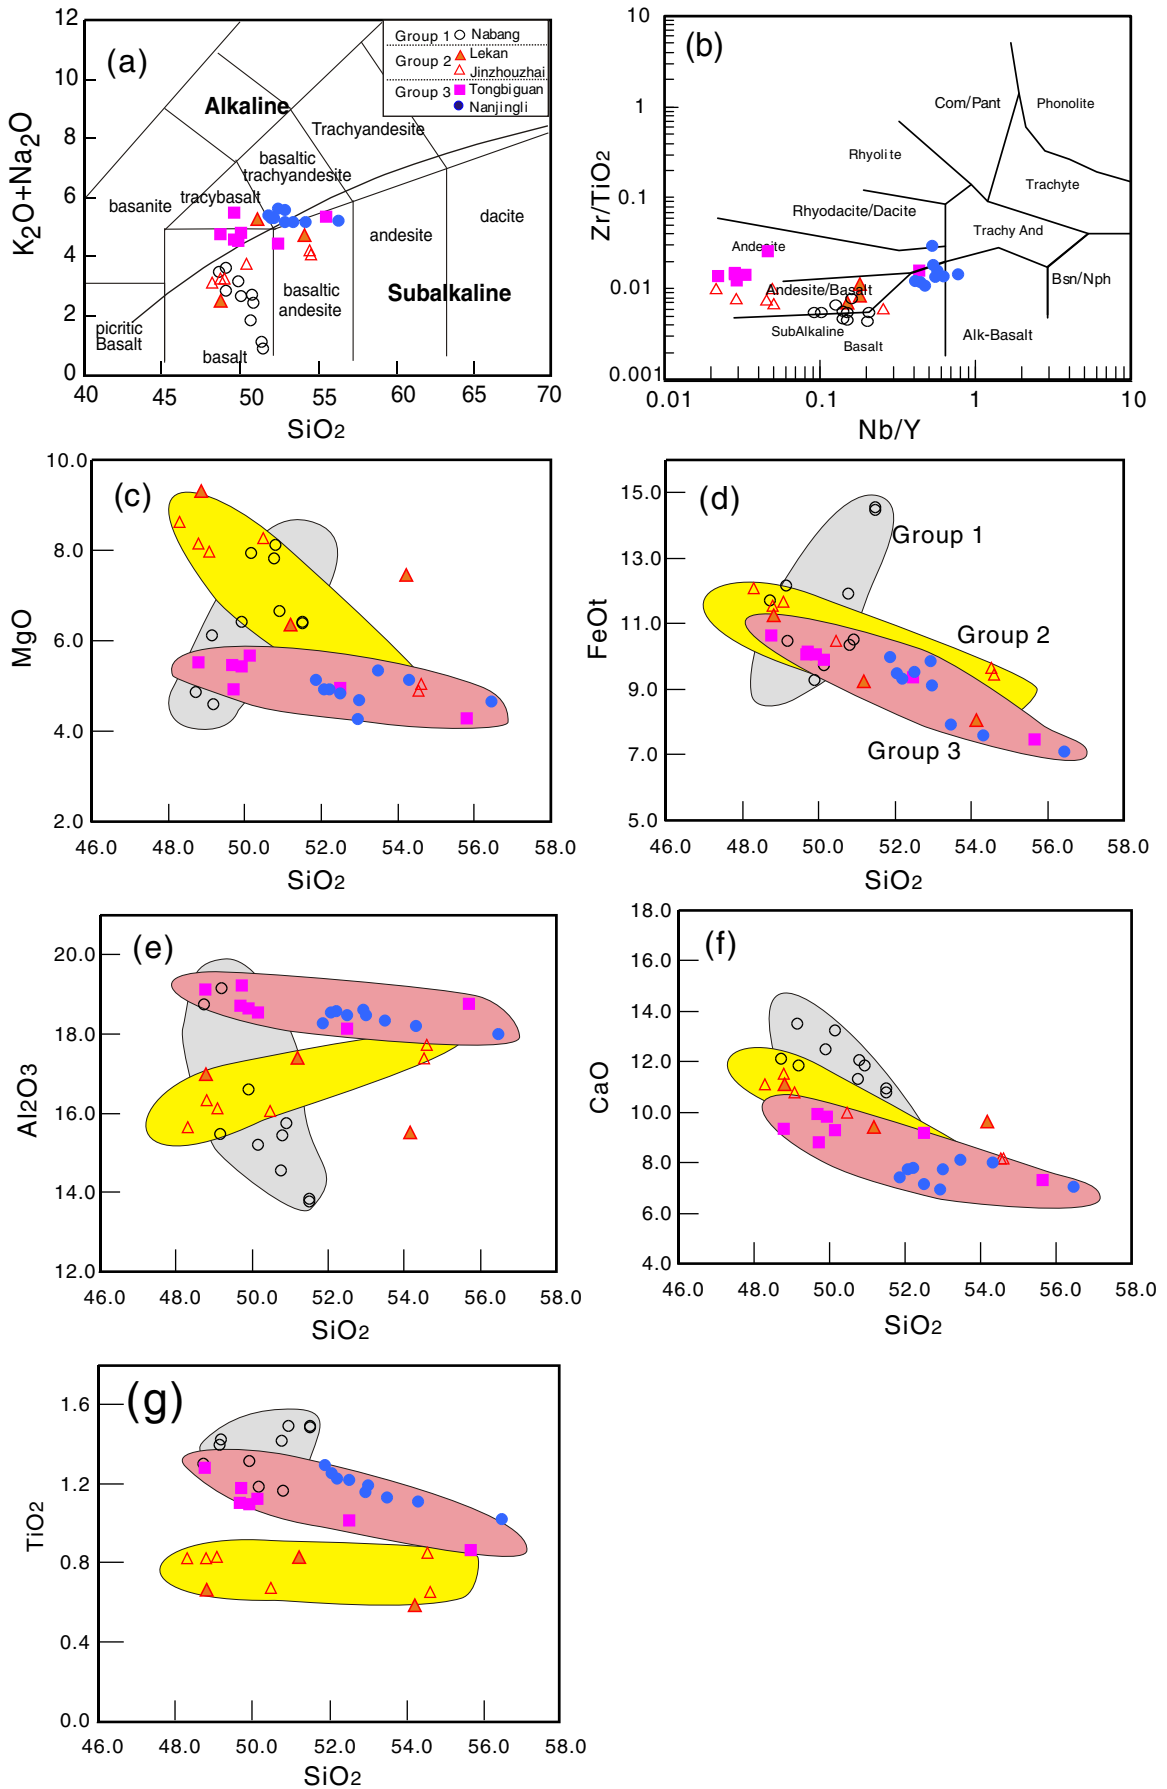 (a)
12
10
8
6
4
2
0
K2O+Na2O
40
45
50
55
60
65
70
SiO2
Group 1
Nabang
Group 2
Lekan
Jinzhouzhai
Group 3
Tongbiguan
Nanjingli
Alkaline
Trachyandesite
basaltic
trachyandesite
tracybasalt
basanite
dacite
andesite
Subalkaline
basaltic
andesite
picritic
Basalt
basalt
(b)
Zr/TiO2
10
1
0.1
0.01
0.001
0.01
0.1
1
10
Nb/Y
Com/Pant
Phonolite
Rhyolite
Trachyte
Rhyodacite/Dacite
Trachy And
Andesite
Bsn/Nph
Andesite/Basalt
SubAlkaline
Basalt
Alk-Basalt
(c)
MgO
10.0
8.0
6.0
4.0
2.0
46.0
48.0
50.0
52.0
54.0
56.0
58.0
SiO2
(d)
FeOt
15.0
13.0
11.0
9.0
7.0
5.0
Group 1
Group 2
Group 3
46.0
48.0
50.0
52.0
54.0
56.0
58.0
SiO2
(e)
Al2O3
20.0
18.0
16.0
14.0
12.0
46.0
48.0
50.0
52.0
54.0
56.0
58.0
SiO2
(f)
CaO
18.0
16.0
14.0
12.0
10.0
8.0
6.0
4.0
46.0
48.0
50.0
52.0
54.0
56.0
58.0
SiO2
(g)
TiO2
1.6
1.2
0.8
0.4
0.0
46.0
48.0
50.0
52.0
54.0
56.0
58.0
SiO2